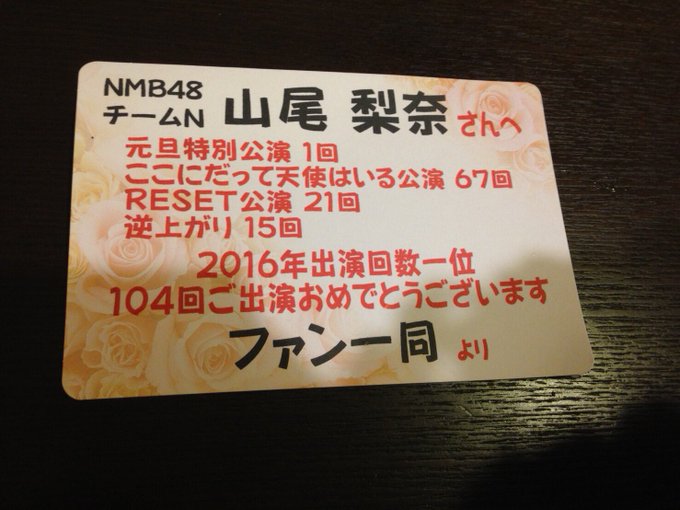 NMB48
チームN 山尾 梨奈 さんへ
元旦特別公演 1回
ここにだって天使はいる公演 67回
RESET公演 21回
逆上がり 15回
2016年出演回数一位
104回ご出演おめでとうございます
ファン一同 より